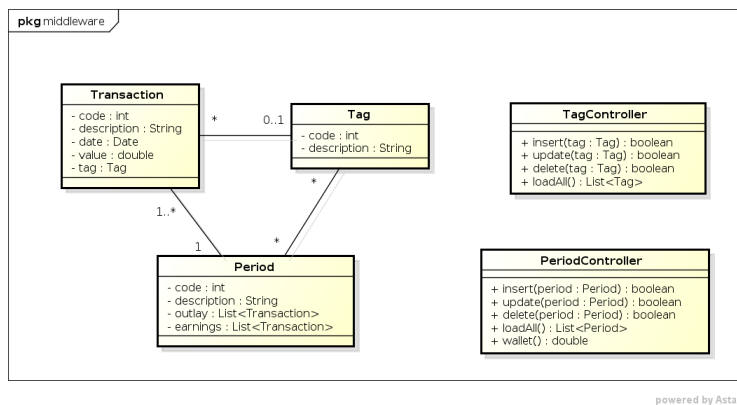 pkg middleware
Transaction
- code : int
- description : String
- date : Date
- value : double
- tag : Tag
*
0..1
Tag
- code : int
- description : String
*
*
1..*
1
Period
- code : int
- description : String
- outlay : List<Transaction>
- earnings : List<Transaction>
TagController
+ insert(tag : Tag) : boolean
+ update(tag : Tag) : boolean
+ delete(tag : Tag) : boolean
+ loadAll() : List<Tag>
PeriodController
+ insert(period : Period) : boolean
+ update(period : Period) : boolean
+ delete(period : Period) : boolean
+ loadAll() : List<Period>
+ wallet() : double
powered by Asta